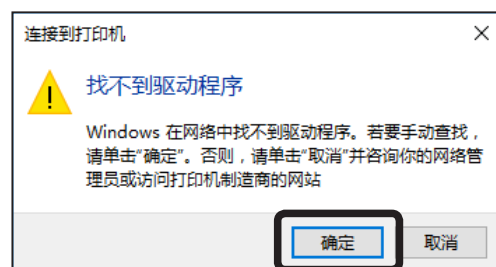 连接到打印机
找不到驱动程序
Windows 在网络中找不到驱动程序。若要手动查找，
请单击“确定”。否则，请单击“取消”并咨询你的网络管
理员或访问打印机制造商的网站
确定 取消